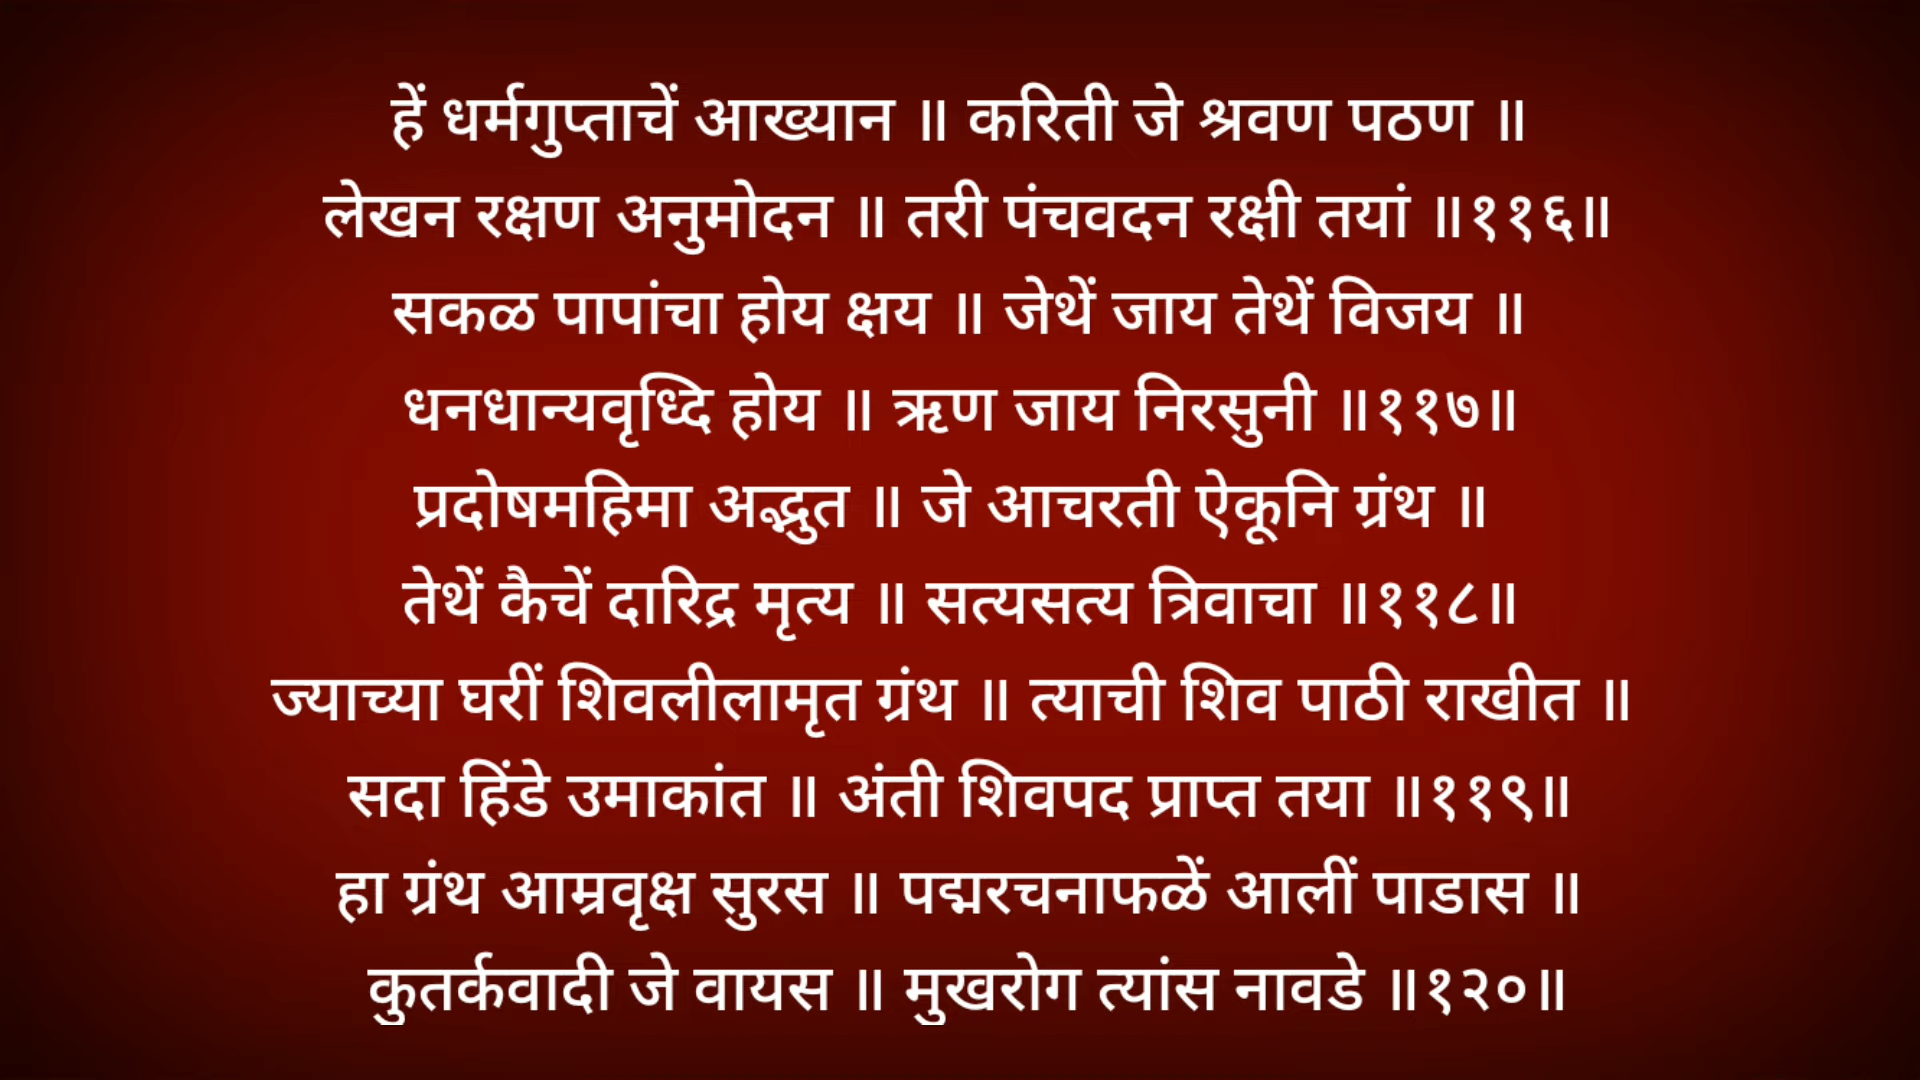 हें धर्मगुप्ताचें आख्यान ॥ करिती जे श्रवण पठण ॥
लेखन रक्षण अनुमोदन ॥ तरी पंचवदन रक्षी तयां ॥११६॥
सकळ पापांचा होय क्षय ॥ जेथें जाय तेथें विजय ॥
धनधान्यवृध्दि होय ॥ ऋण जाय निरसुनी ॥११७॥
प्रदोषमहिमा अद्भुत ॥ जे आचरती ऐकूनि ग्रंथ ॥
तेथें कैचें दारिद्र मृत्य ॥ सत्यसत्य त्रिवाचा ॥११८॥
ज्याच्या घरीं शिवलीलामृत ग्रंथ ॥ त्याची शिव पाठी राखीत ॥
सदा हिंडे उमाकांत ॥ अंती शिवपद प्राप्त तया ॥११९॥
हा ग्रंथ आम्रवृक्ष सुरस ॥ पद्मरचनाफळें आलीं पाडास ॥
कुतर्कवादी जे वायस ॥ मुखरोग त्यांस नावडे ॥१२०॥